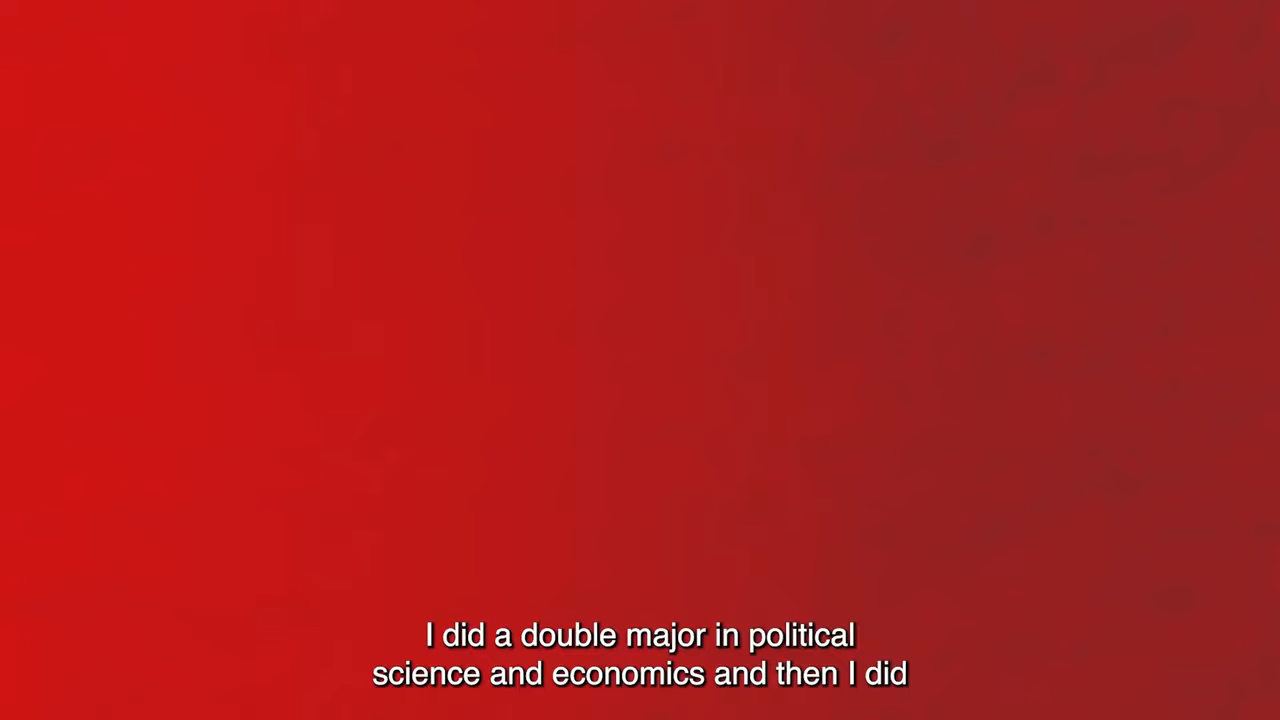 I did a double major in political
science and economics and then I did